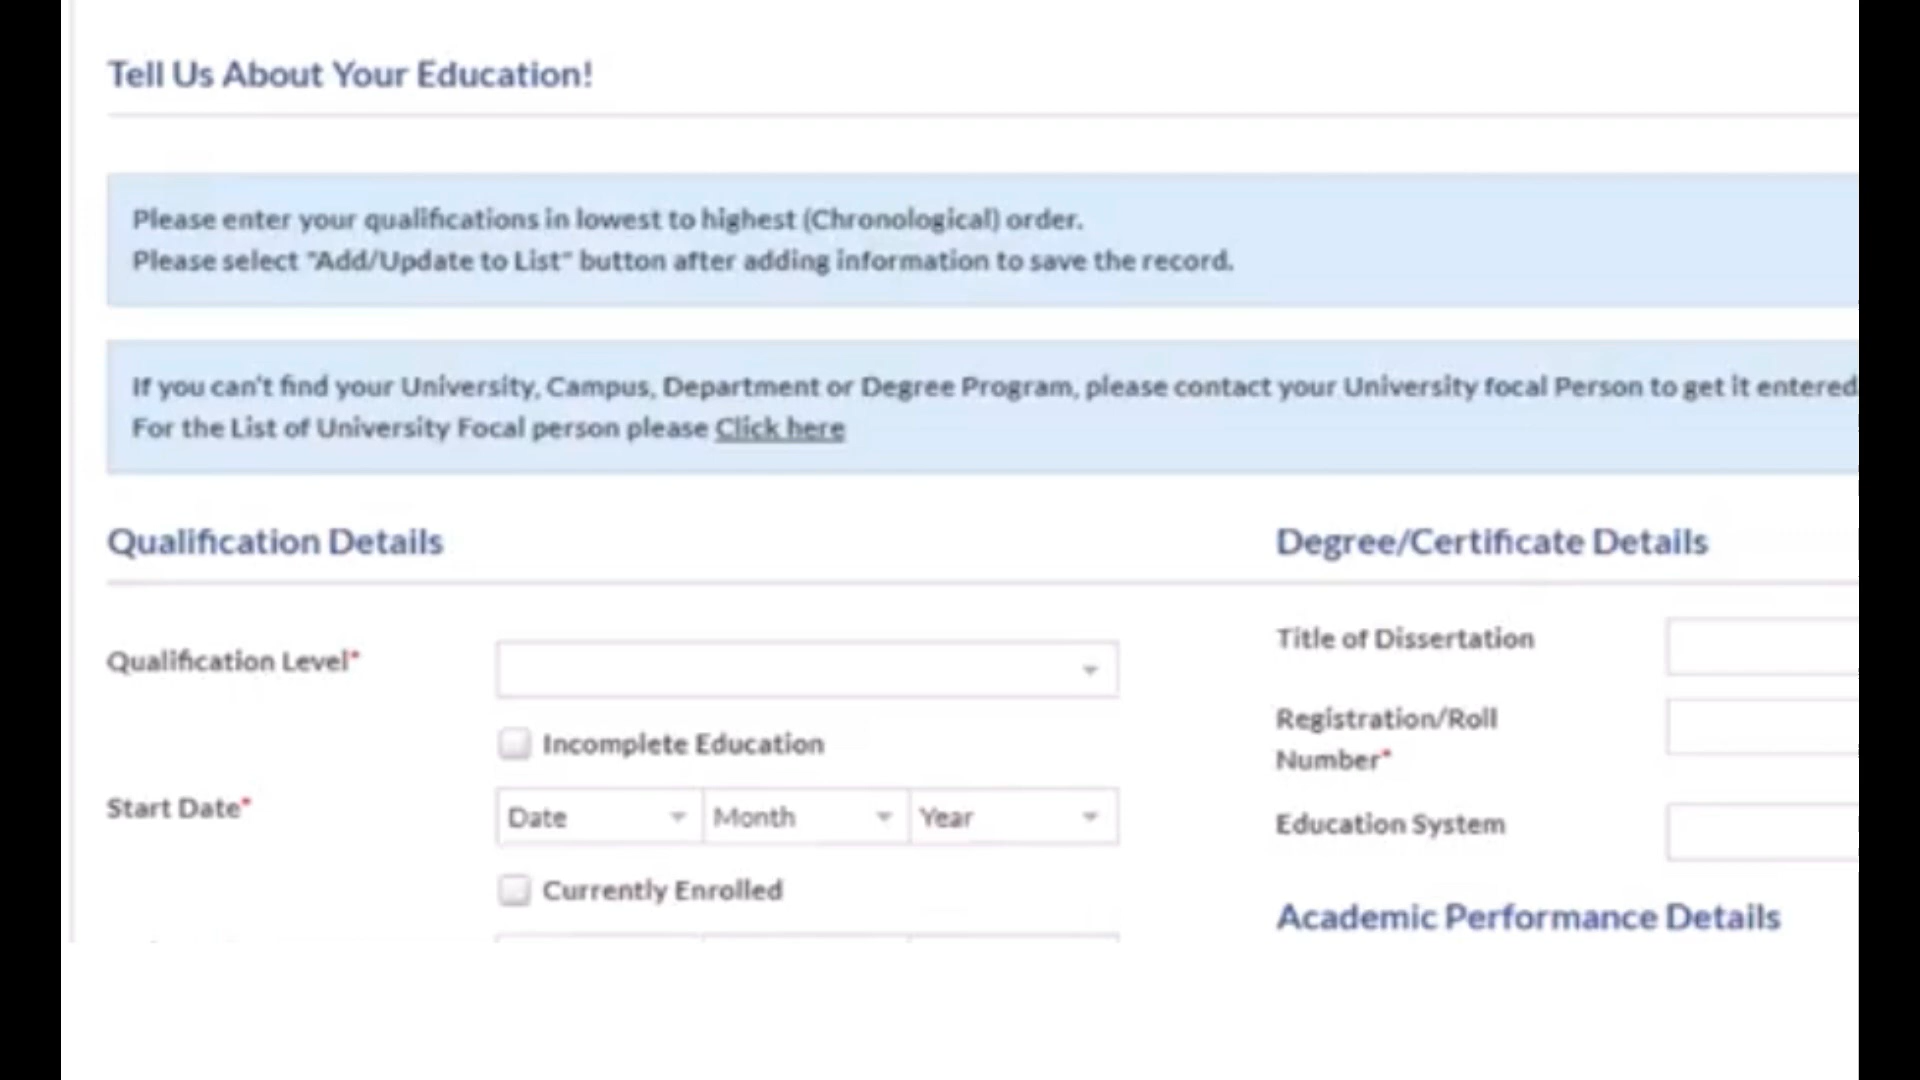 Tell Us About Your Education!
Please enter your qualifications in lowest to highest (Chronological) order.
Please select "Add/Update to List" button after adding information to save the record.
If you can't find your University, Campus, Department or Degree Program, please contact your University focal Person to get it entered
For the List of University Focal person please Click here
Qualification Details
Degree/Certificate Details
Qualification Level*
Title of Dissertation
Incomplete Education
Registration/Roll
Number*
Start Date*
Date Month Year
Education System
Currently Enrolled
Academic Performance Details